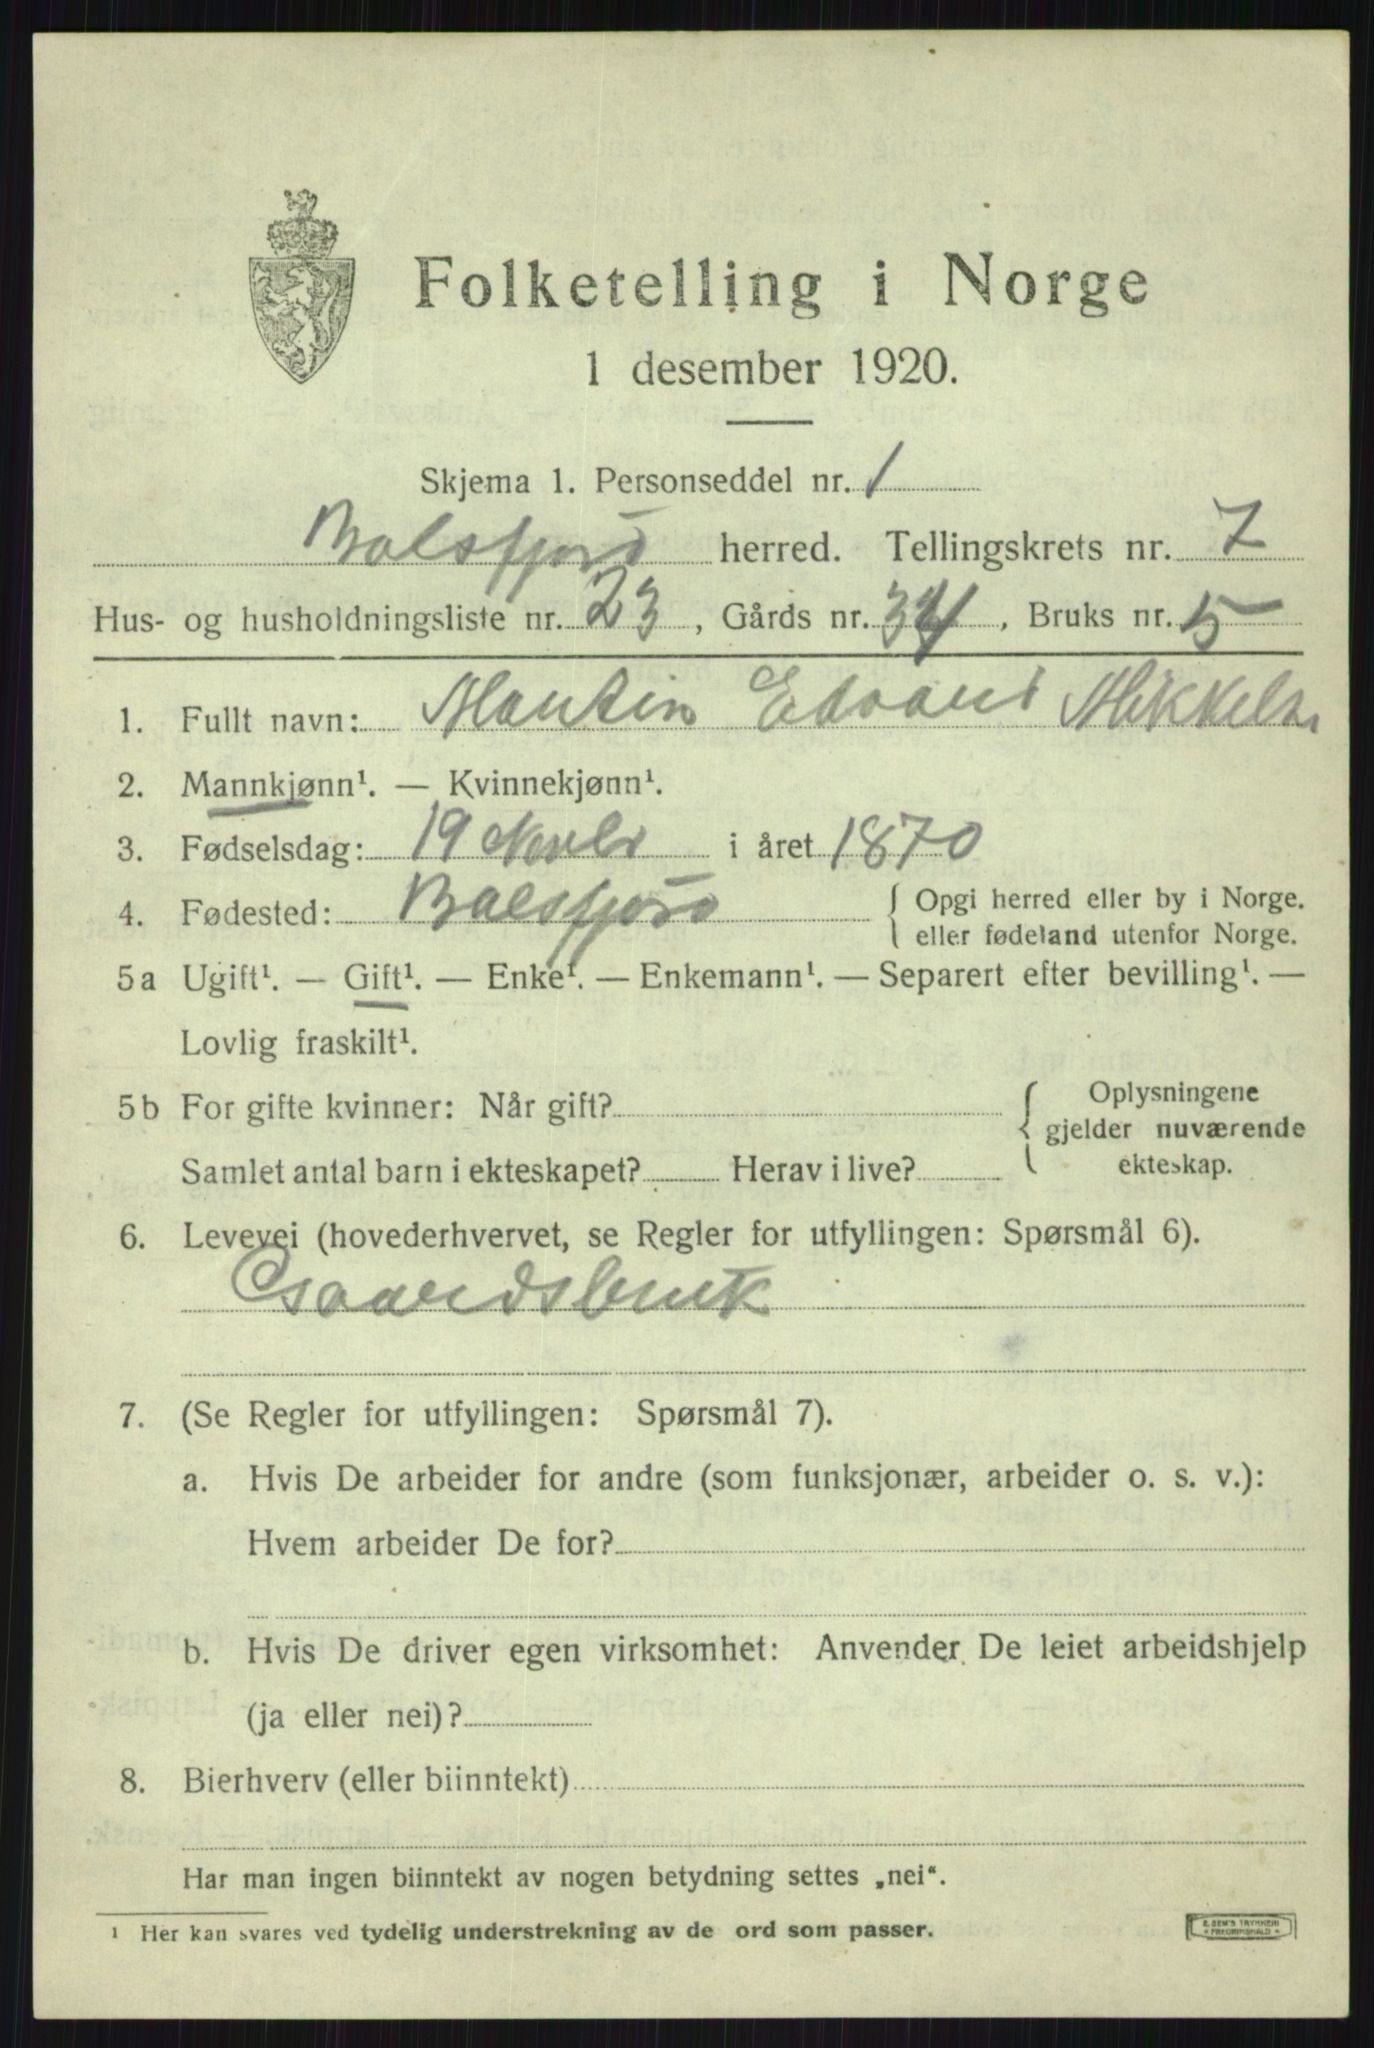 Folketelling i Norge
1 desember 1920.
Skjema 1. Personseddel nr. 1
Balsfjord herred. Tellingskrets nr. 7
Hus- og husholdningsliste nr. 23, Gårds nr. 34, Bruks nr. 5
1. Fullt navn: Martin Edvard Mikkels.
2. Mannkjønn¹. — Kvinnekjønn¹.
3. Fødselsdag: 19 Novbr i året 1870
4. Fødested: Balsfjord { Opgi herred eller by i Norge.
eller fødeland utenfor Norge.
5a Ugift¹. — Gift¹. — Enke¹. — Enkemann¹. — Separert efter bevilling¹. —
Lovlig fraskilt¹.
5b For gifte kvinner: Når gift? { Oplysningene
gjelder nuværende
Samlet antal barn i ekteskapet? Herav i live? ekteskap.
6. Levevei (hovederhvervet, se Regler for utfyllingen: Spørsmål 6).
Gaardsbruk
7. (Se Regler for utfyllingen: Spørsmål 7).
a. Hvis De arbeider for andre (som funksjonær, arbeider o. s. v.):
Hvem arbeider De for?
b. Hvis De driver egen virksomhet: Anvender De leiet arbeidshjelp
(ja eller nei)?
8. Bierhverv (eller biinntekt)
Har man ingen biinntekt av nogen betydning settes „nei“.
¹ Her kan svares ved tydelig understrekning av de ord som passer.
E. SEM'S TRYKKERI
FREDRIKSHALD